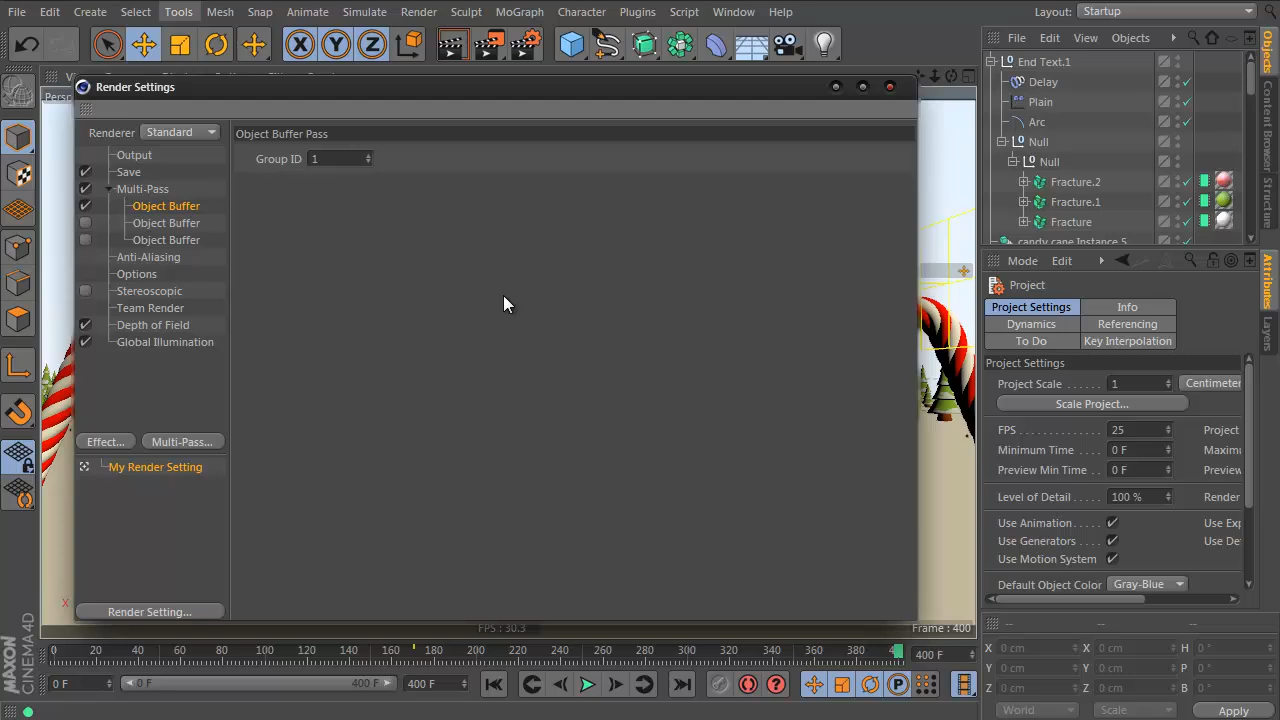 File Edit Create Select Tools Mesh Snap Animate Simulate Render Sculpt MoGraph Character Plugins Script Window Help Layout: Startup
File Edit View Objects
Render Settings
Persp
Renderer Standard
Output
Save
Multi-Pass
Object Buffer
Object Buffer
Object Buffer
Anti-Aliasing
Options
Stereoscopic
Team Render
Depth of Field
Global Illumination
Effect... Multi-Pass...
My Render Setting
Render Setting...
Object Buffer Pass
Group ID 1
End Text.1
Delay
Plain
Arc
Null
Null
Fracture.2
Fracture.1
Fracture
candy cane Instance.5
Objects
Content Browser
Structure
Attributes
Layers
Mode Edit
Project
Project Settings Info
Dynamics Referencing
To Do Key Interpolation
Project Settings
Project Scale . . . . . . 1 Centimeter
Scale Project...
FPS 25 Project
Minimum Time 0 F Maxim
Preview Min Time 0 F Preview
Level of Detail 100 % Render
Use Animation Use Exp
Use Generators Use De
Use Motion System
Default Object Color Gray-Blue
X
FPS : 30.3
Frame : 400
0 20 40 60 80 100 120 140 160 180 200 220 240 260 280 300 320 340 360 380 400 F
0 F 0 F 400 F 400 F
-- -- --
X 0 cm X 0 cm H 0 °
Y 0 cm Y 0 cm P 0 °
Z 0 cm Z 0 cm B 0 °
World Scale Apply
MAXON
CINEMA 4D